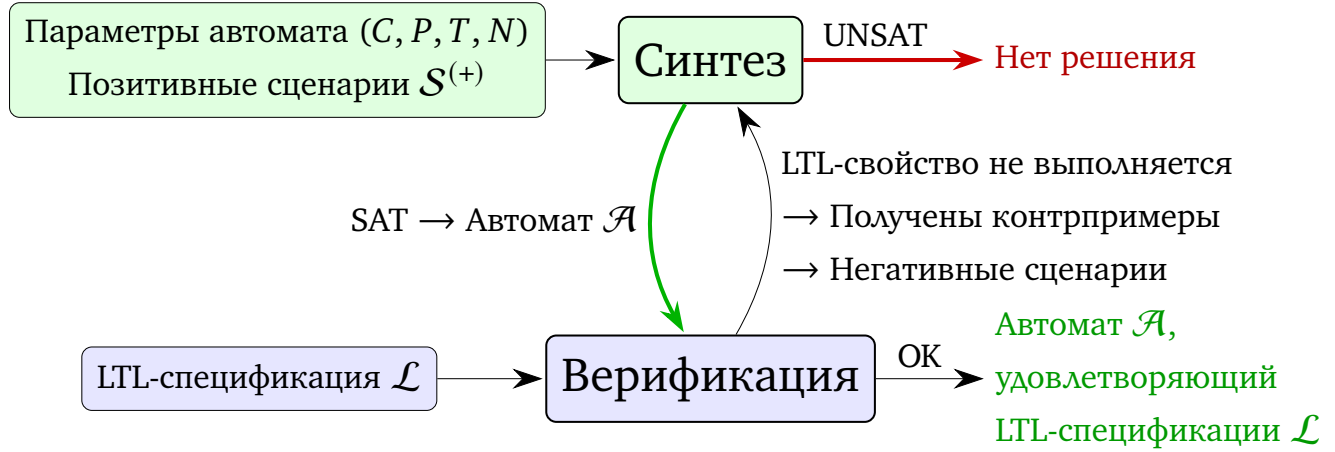 Параметры автомата (C, P, T, N)
Позитивные сценарии 𝓢⁽⁺⁾
Синтез
UNSAT
Нет решения
SAT → Автомат 𝒜
LTL-свойство не выполняется
→ Получены контрпримеры
→ Негативные сценарии
LTL-спецификация 𝓛
Верификация
OK
Автомат 𝒜,
удовлетворяющий
LTL-спецификации 𝓛